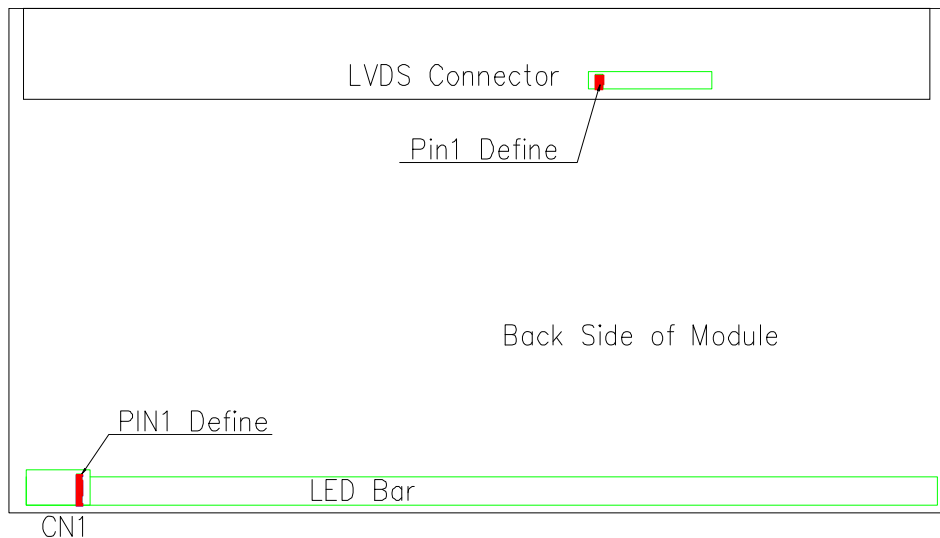 LVDS Connector
Pin1 Define
Back Side of Module
PIN1 Define
LED Bar
CN1